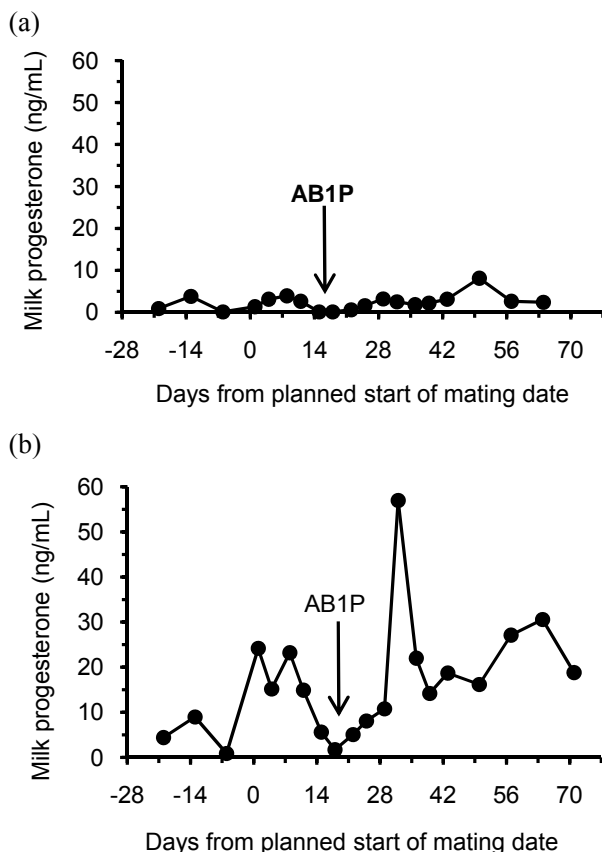 (a)
60
50
40
30
20
10
0
Milk progesterone (ng/mL)
AB1P
-28 -14 0 14 28 42 56 70
Days from planned start of mating date
(b)
60
50
40
30
20
10
0
Milk progesterone (ng/mL)
AB1P
-28 -14 0 14 28 42 56 70
Days from planned start of mating date